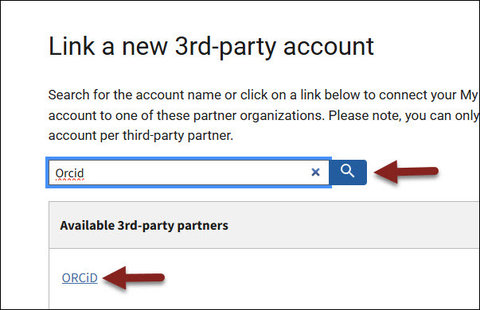 Link a new 3rd-party account
Search for the account name or click on a link below to connect your My
account to one of these partner organizations. Please note, you can only
account per third-party partner.
Orcid
Available 3rd-party partners
ORCiD